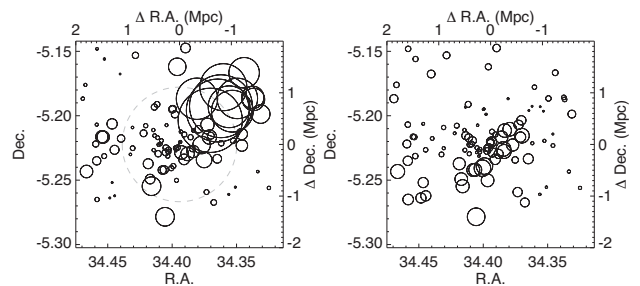 Δ R.A. (Mpc) Δ R.A. (Mpc)
2 1 0 -1 2 1 0 -1
-5.15 -5.15
1 1
-5.20 -5.20
Dec. 0 Δ Dec. (Mpc) Dec. 0 Δ Dec. (Mpc)
-5.25 -5.25
-1 -1
-5.30 -2 -5.30 -2
34.45 34.40 34.35 34.45 34.40 34.35
R.A. R.A.